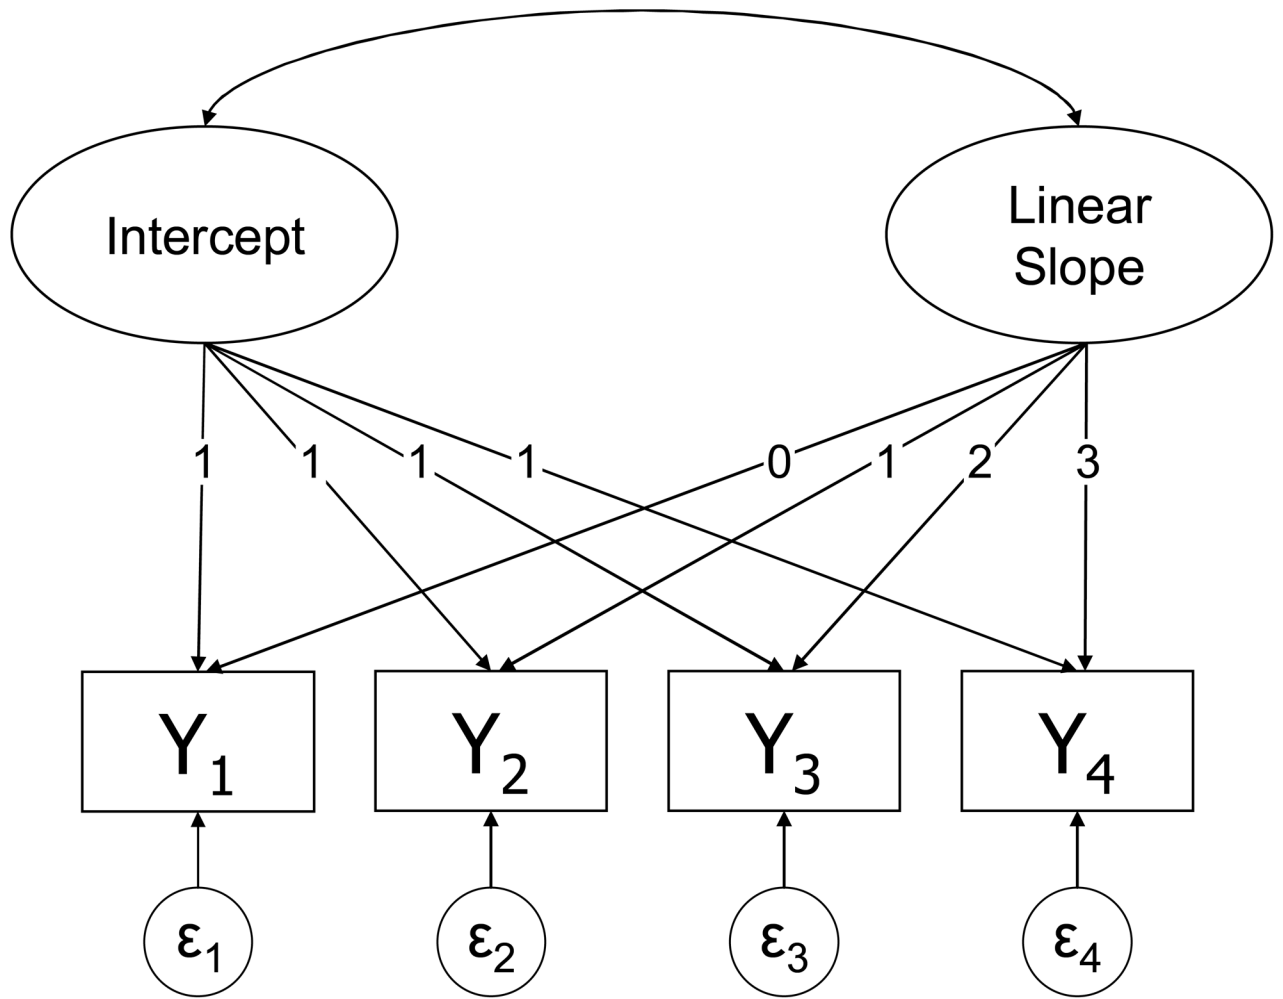 Intercept
Linear
Slope
1 1 1 1 0 1 2 3
Y1 Y2 Y3 Y4
ε1 ε2 ε3 ε4